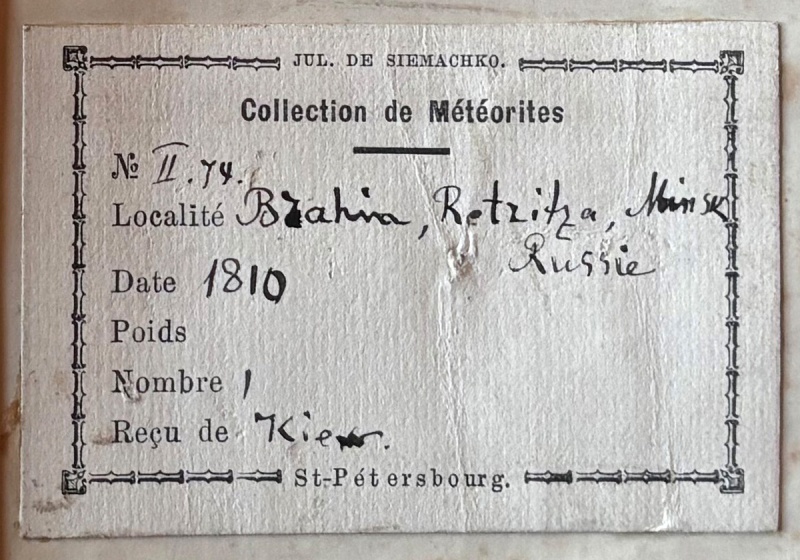 JUL. DE SIEMACHKO.
Collection de Météorites
№ II.74.
Localité Brahin, Retzitza, Minsk
Russie
Date 1810
Poids
Nombre 1
Reçu de Kiew.
St-Pétersbourg.